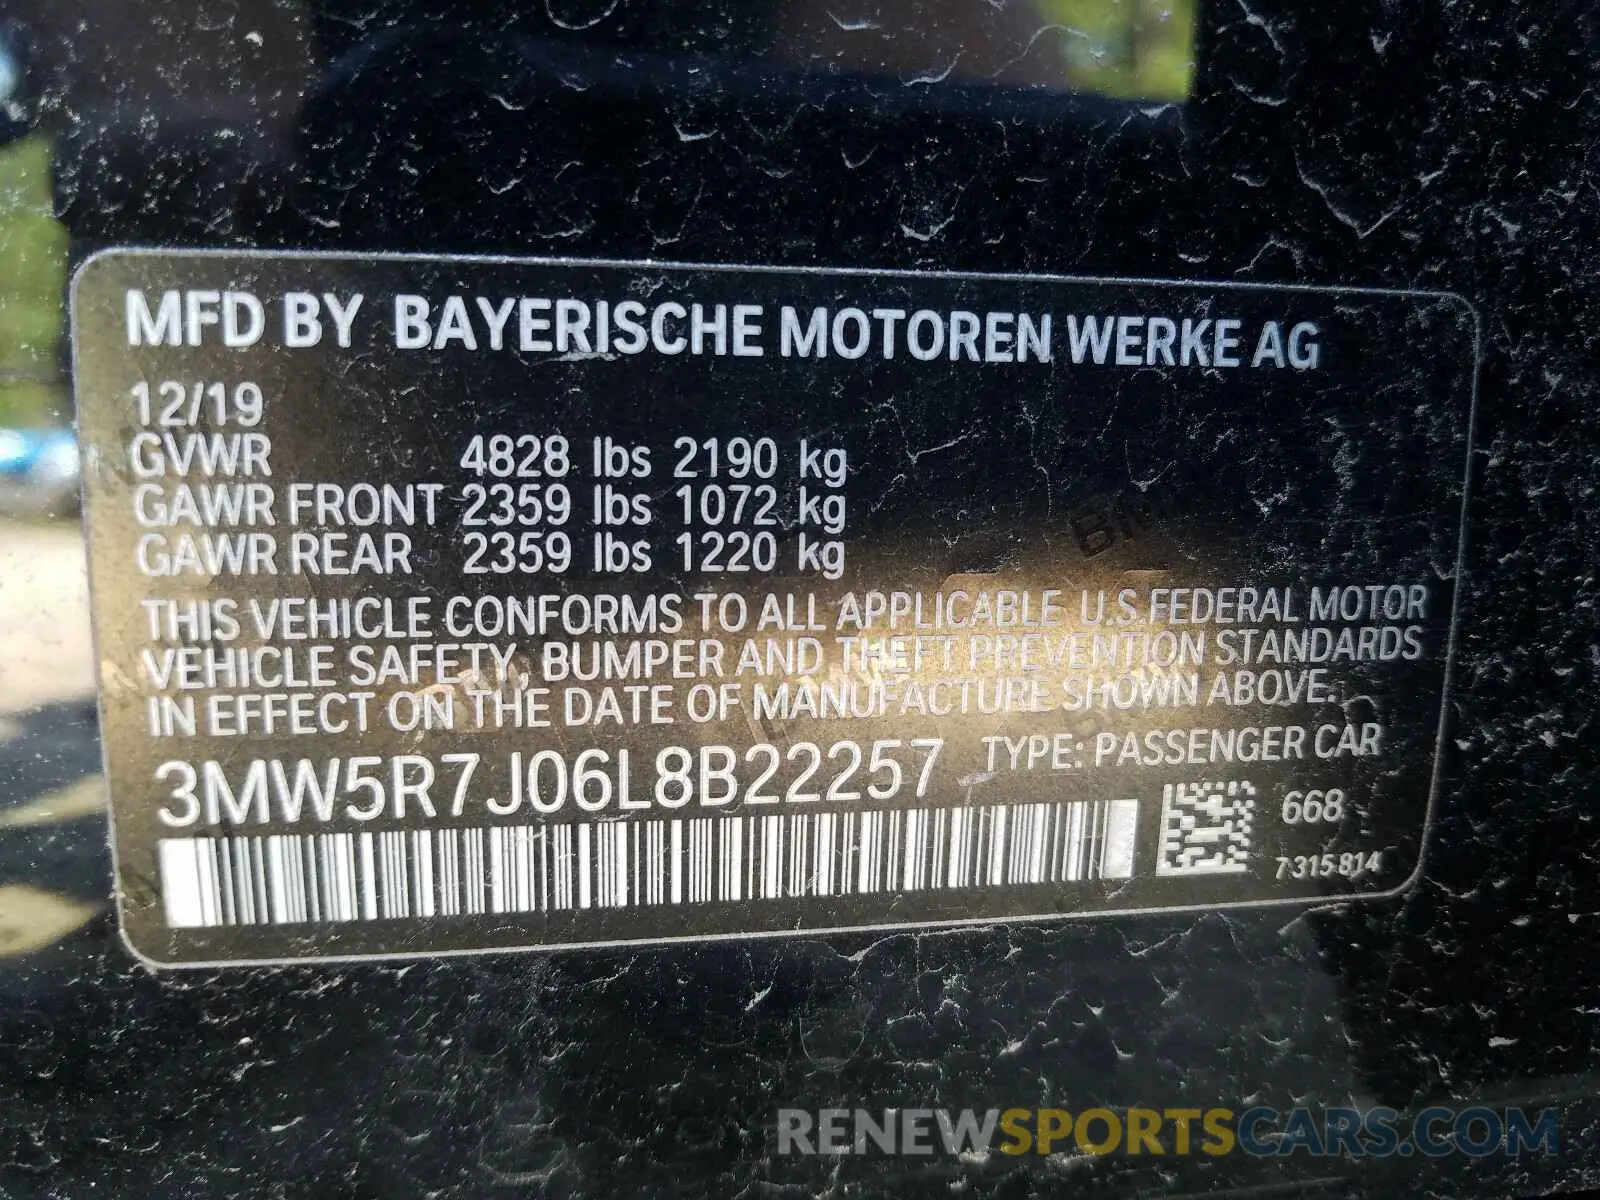 MFD BY BAYERISCHE MOTOREN WERKE AG
12/19
GVWR 4828 lbs 2190 kg
GAWR FRONT 2359 lbs 1072 kg
GAWR REAR 2359 lbs 1220 kg
THIS VEHICLE CONFORMS TO ALL APPLICABLE U.S.FEDERAL MOTOR
VEHICLE SAFETY, BUMPER AND THEFT PREVENTION STANDARDS
IN EFFECT ON THE DATE OF MANUFACTURE SHOWN ABOVE.
3MW5R7J06L8B22257 TYPE: PASSENGER CAR
668
7 315 814
RENEWSPORTSCARS.COM